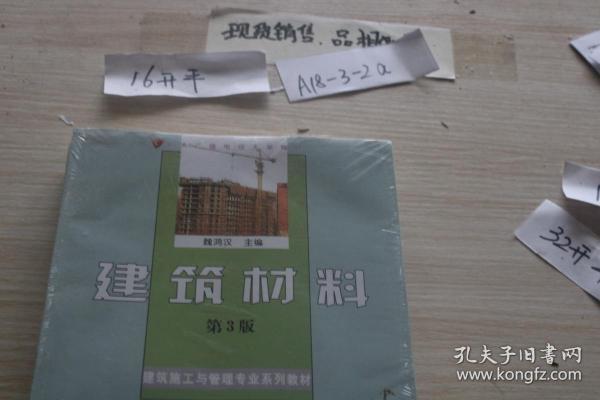 现货销售、品相如
16开平
A18-3-2a
魏鸿汉 主编
建筑材料
第3版
建筑施工与管理专业系列教材
32开
孔夫子旧书网
www.kongfz.com